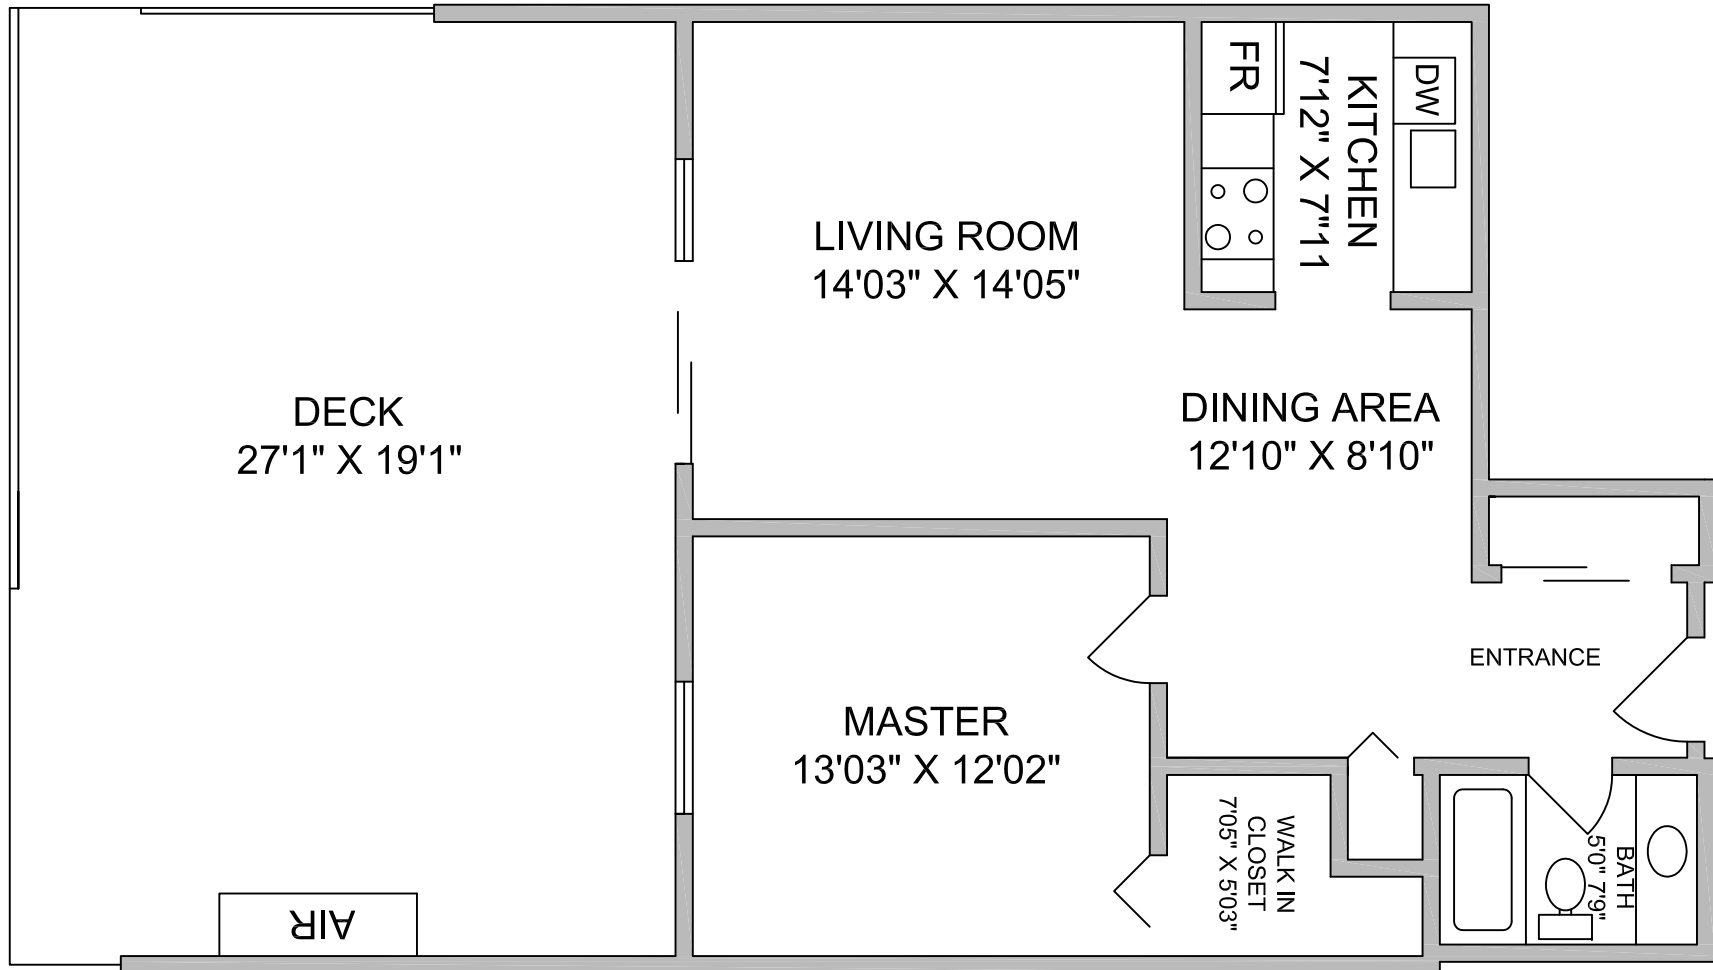 FR
KITCHEN
7'12" X 7"11
DW
LIVING ROOM
14'03" X 14'05"
DECK
27'1" X 19'1"
DINING AREA
12'10" X 8'10"
ENTRANCE
MASTER
13'03" X 12'02"
WALK IN
CLOSET
7'05" X 5'03"
BATH
5'0" 7'9"
AIR